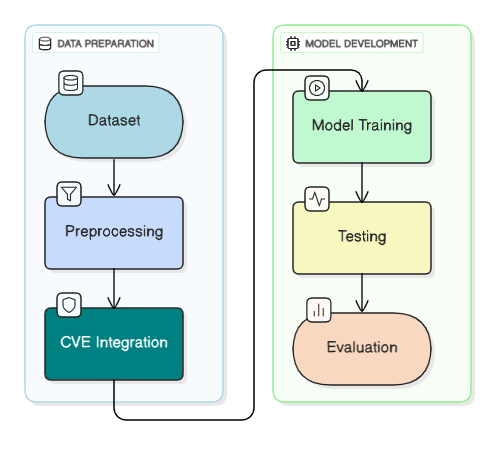 DATA PREPARATION
Dataset
Preprocessing
CVE Integration
MODEL DEVELOPMENT
Model Training
Testing
Evaluation